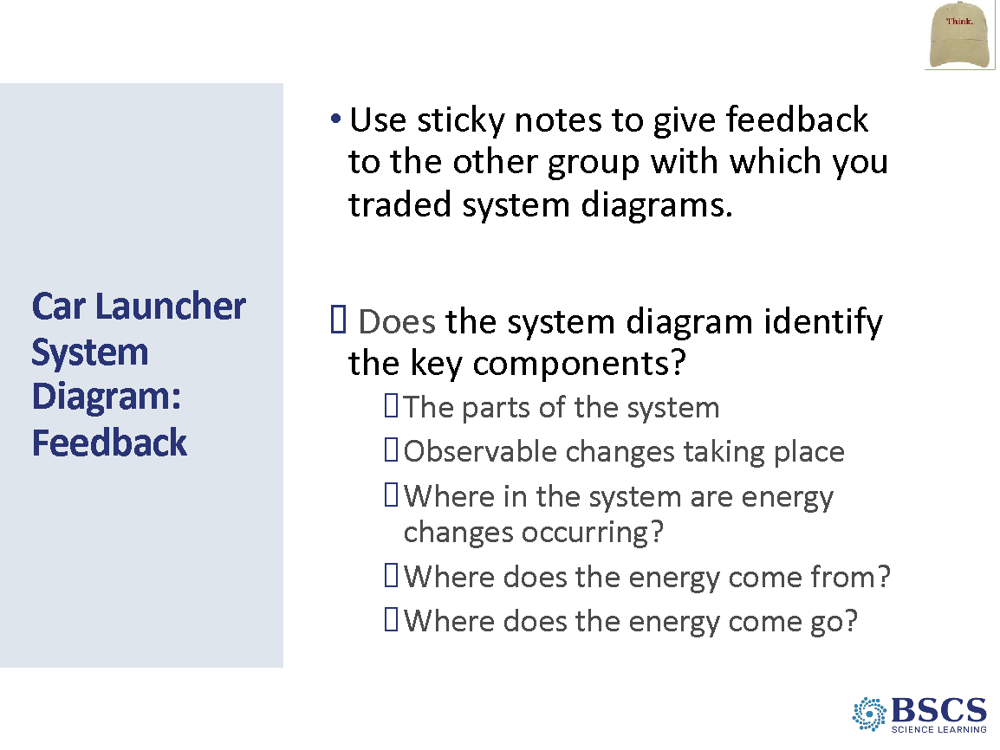 Think.
Car Launcher
System
Diagram:
Feedback
• Use sticky notes to give feedback
to the other group with which you
traded system diagrams.
▯ Does the system diagram identify
the key components?
▯The parts of the system
▯Observable changes taking place
▯Where in the system are energy
changes occurring?
▯Where does the energy come from?
▯Where does the energy come go?
BSCS
SCIENCE LEARNING